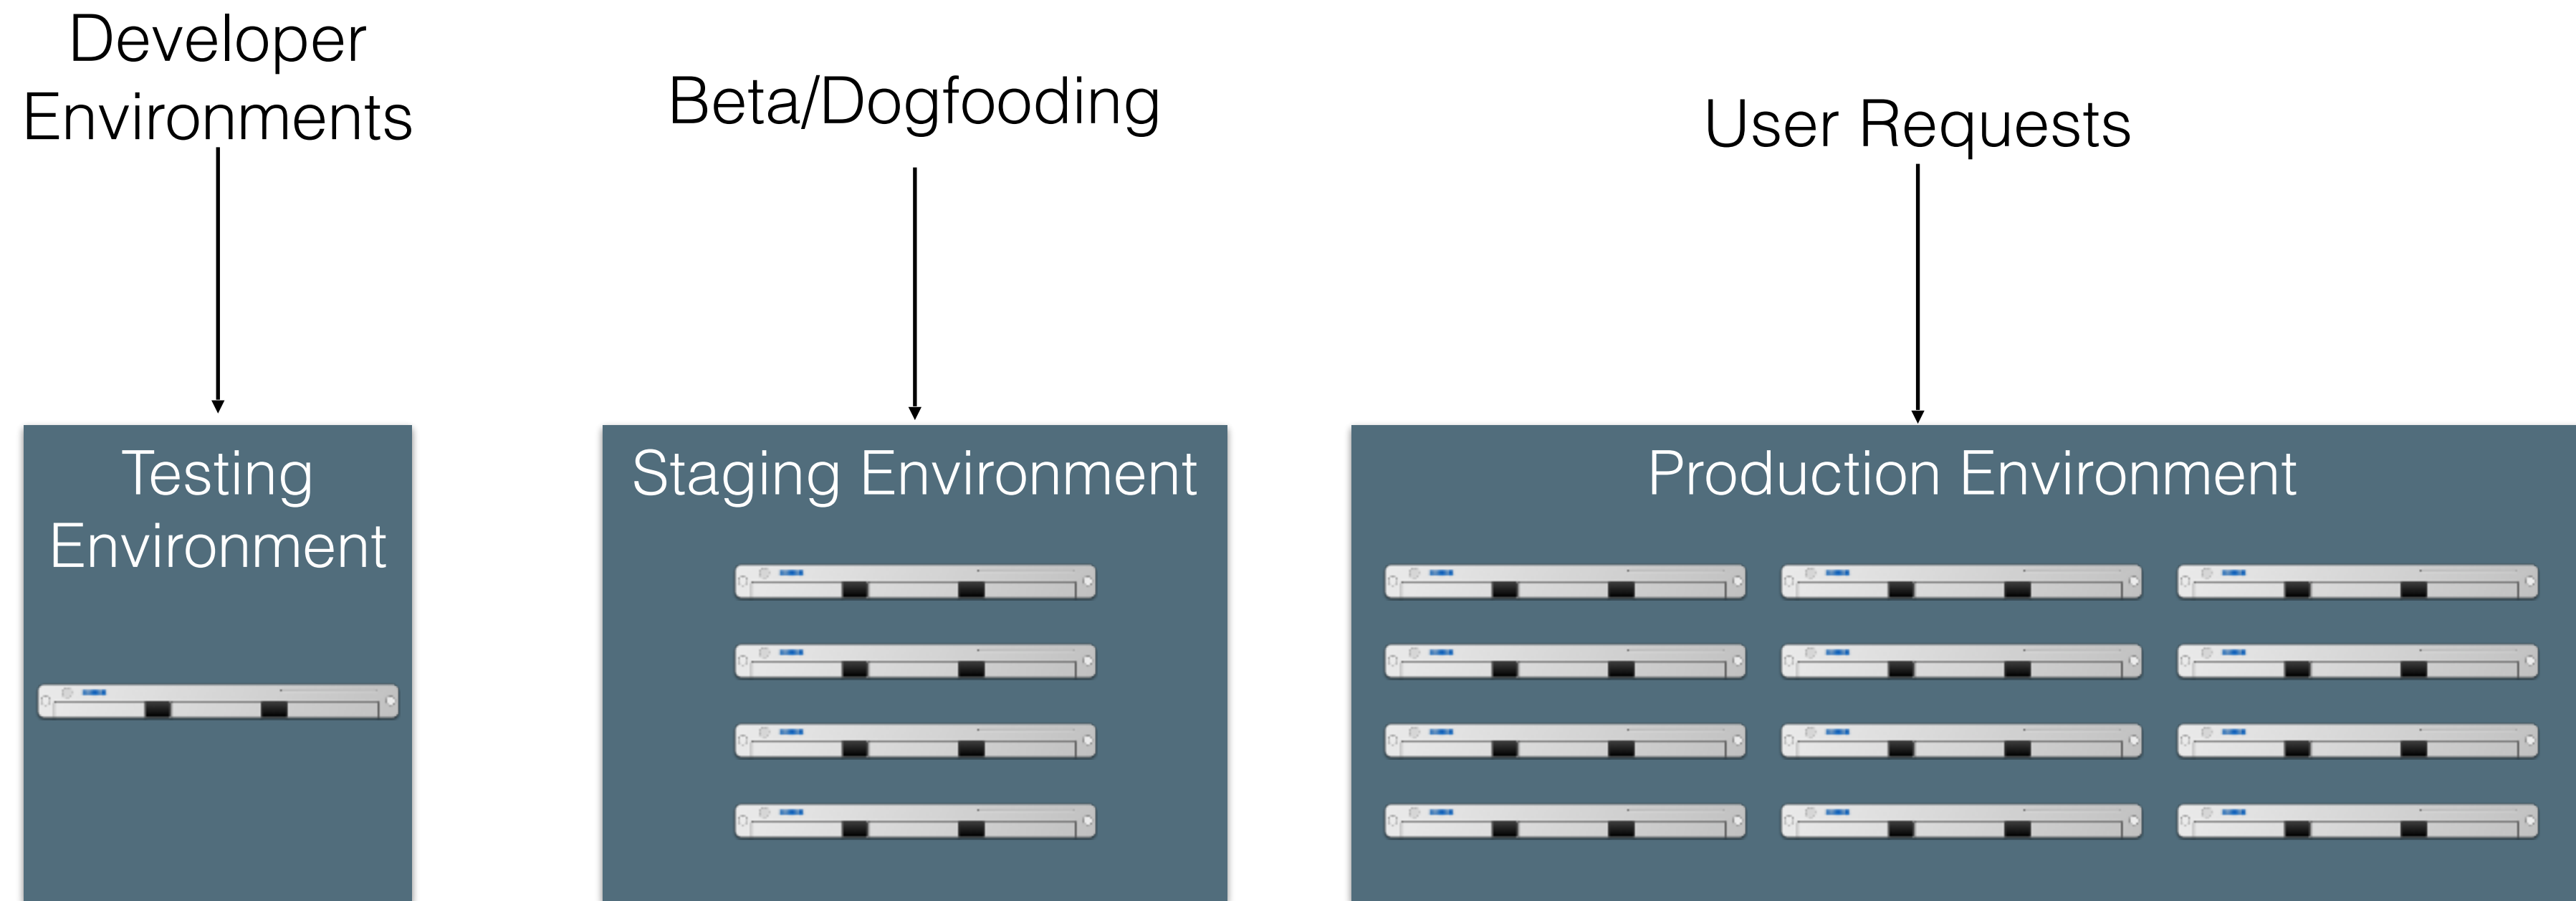 Developer
Environments
Beta/Dogfooding
User Requests
Testing
Environment
Staging Environment
Production Environment